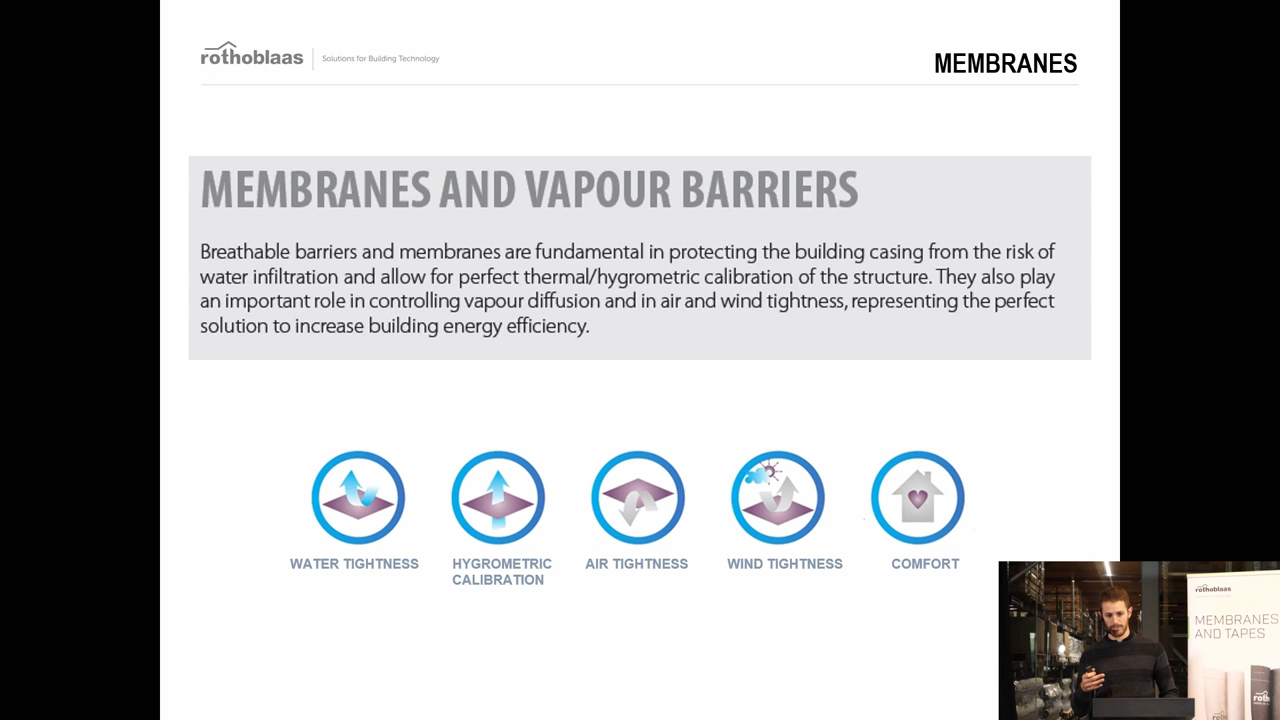 rothoblaas
Solutions for Building Technology
MEMBRANES
MEMBRANES AND VAPOUR BARRIERS
Breathable barriers and membranes are fundamental in protecting the building casing from the risk of
water infiltration and allow for perfect thermal/hygrometric calibration of the structure. They also play
an important role in controlling vapour diffusion and in air and wind tightness, representing the perfect
solution to increase building energy efficiency.
WATER TIGHTNESS
HYGROMETRIC
CALIBRATION
AIR TIGHTNESS
WIND TIGHTNESS
COMFORT
rothoblaas
MEMBRANES
AND TAPES
roth